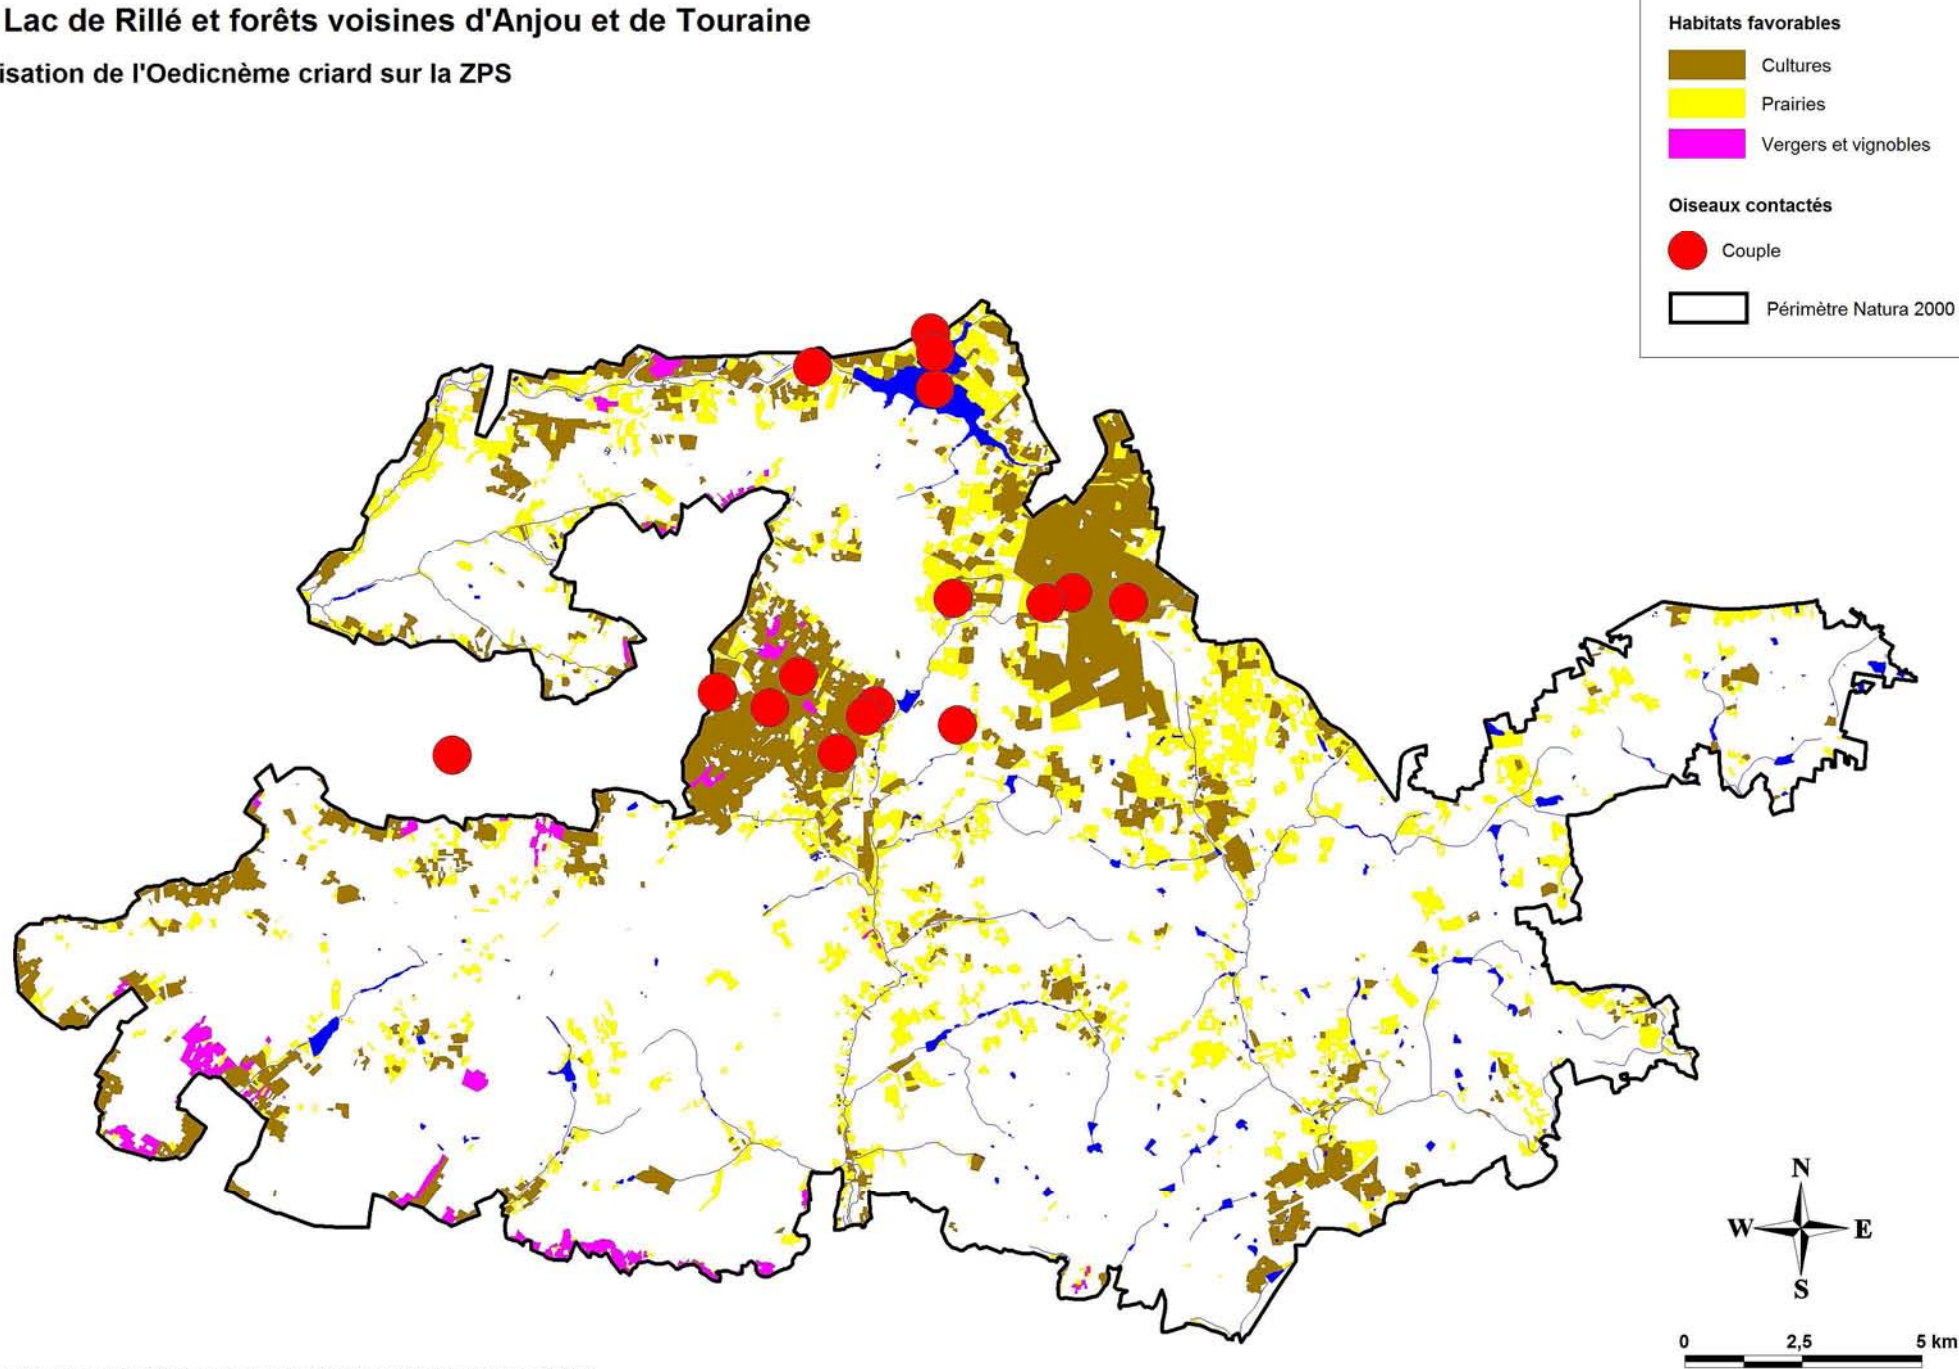 Lac de Rillé et forêts voisines d'Anjou et de Touraine
isation de l'Oedicnème criard sur la ZPS
Habitats favorables
Cultures
Prairies
Vergers et vignobles
Oiseaux contactés
Couple
Périmètre Natura 2000
N
W E
S
0 2,5 5 km